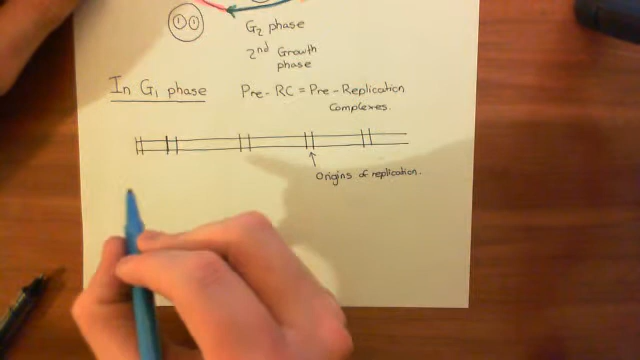 G2 phase
2nd Growth
phase
In G1 phase
Pre-RC = Pre-Replication
Complexes.
Origins of replication.